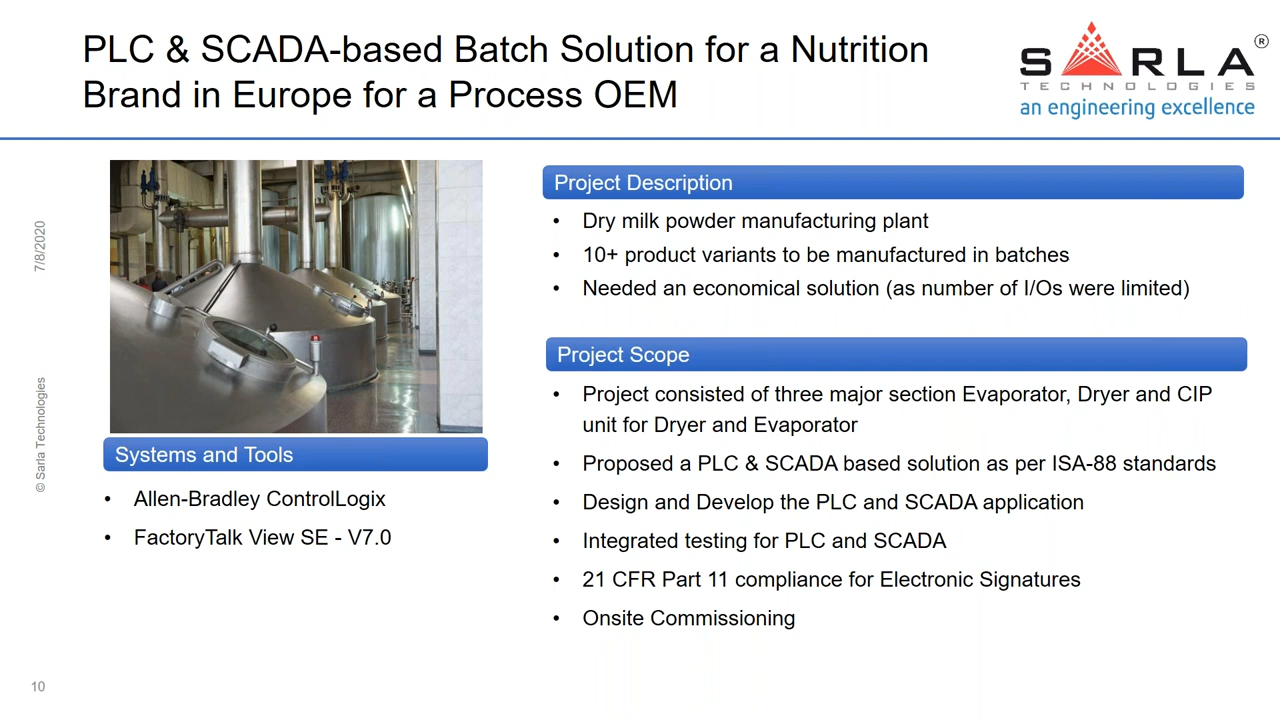 PLC & SCADA-based Batch Solution for a Nutrition
Brand in Europe for a Process OEM
SARLA
TECHNOLOGIES
an engineering excellence
®
7/8/2020
© Sarla Technologies
Systems and Tools
• Allen-Bradley ControlLogix
• FactoryTalk View SE - V7.0
Project Description
• Dry milk powder manufacturing plant
• 10+ product variants to be manufactured in batches
• Needed an economical solution (as number of I/Os were limited)
Project Scope
• Project consisted of three major section Evaporator, Dryer and CIP
unit for Dryer and Evaporator
• Proposed a PLC & SCADA based solution as per ISA-88 standards
• Design and Develop the PLC and SCADA application
• Integrated testing for PLC and SCADA
• 21 CFR Part 11 compliance for Electronic Signatures
• Onsite Commissioning
10